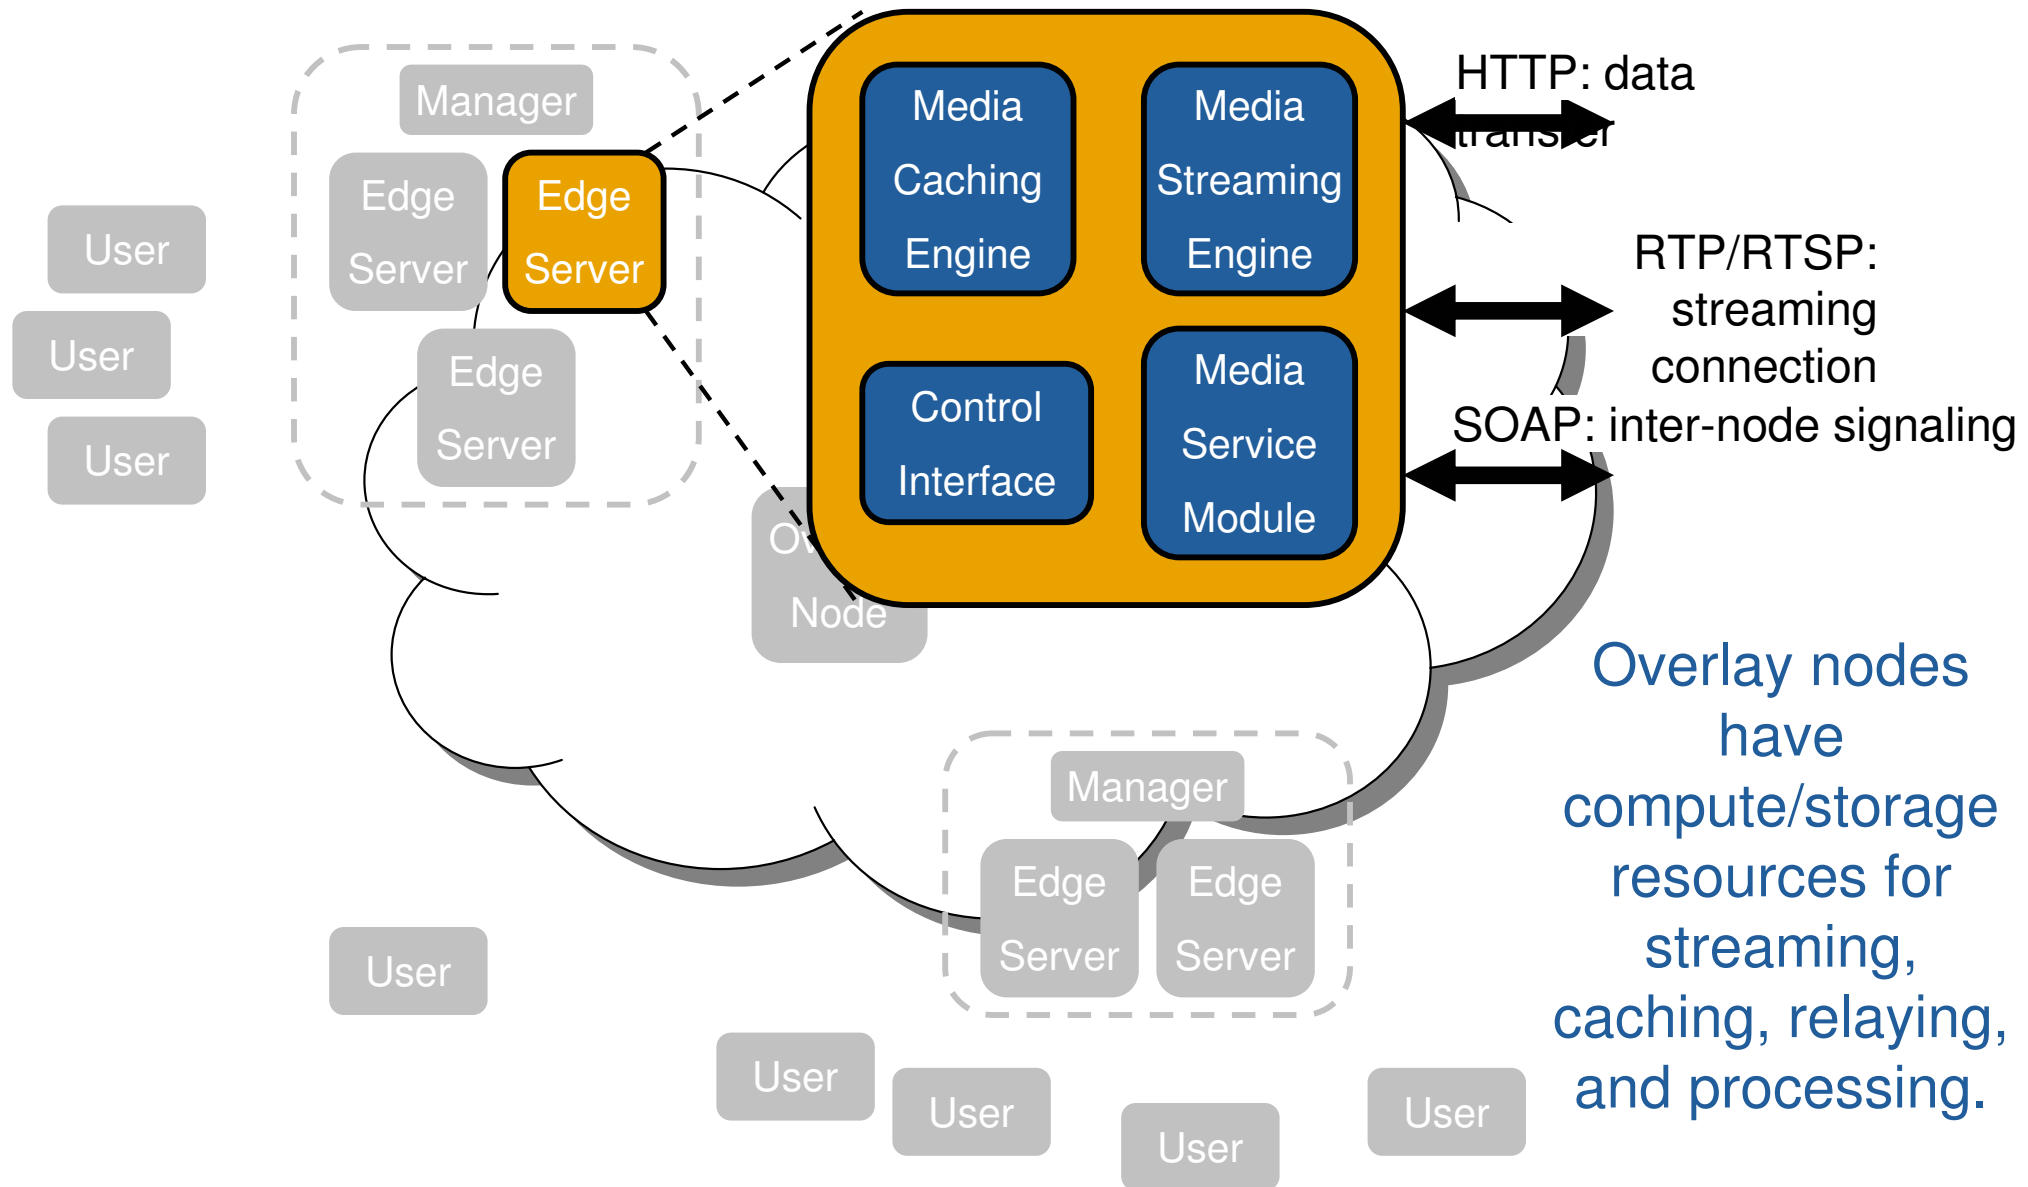 Manager
Edge
Server
Edge
Server
Edge
Server
User
User
User
Media
Caching
Engine
Media
Streaming
Engine
Control
Interface
Media
Service
Module
HTTP: data
transfer
RTP/RTSP:
streaming
connection
SOAP: inter-node signaling
Node
Overlay nodes
have
compute/storage
resources for
streaming,
caching, relaying,
and processing.
Manager
Edge
Server
Edge
Server
User
User
User
User
User